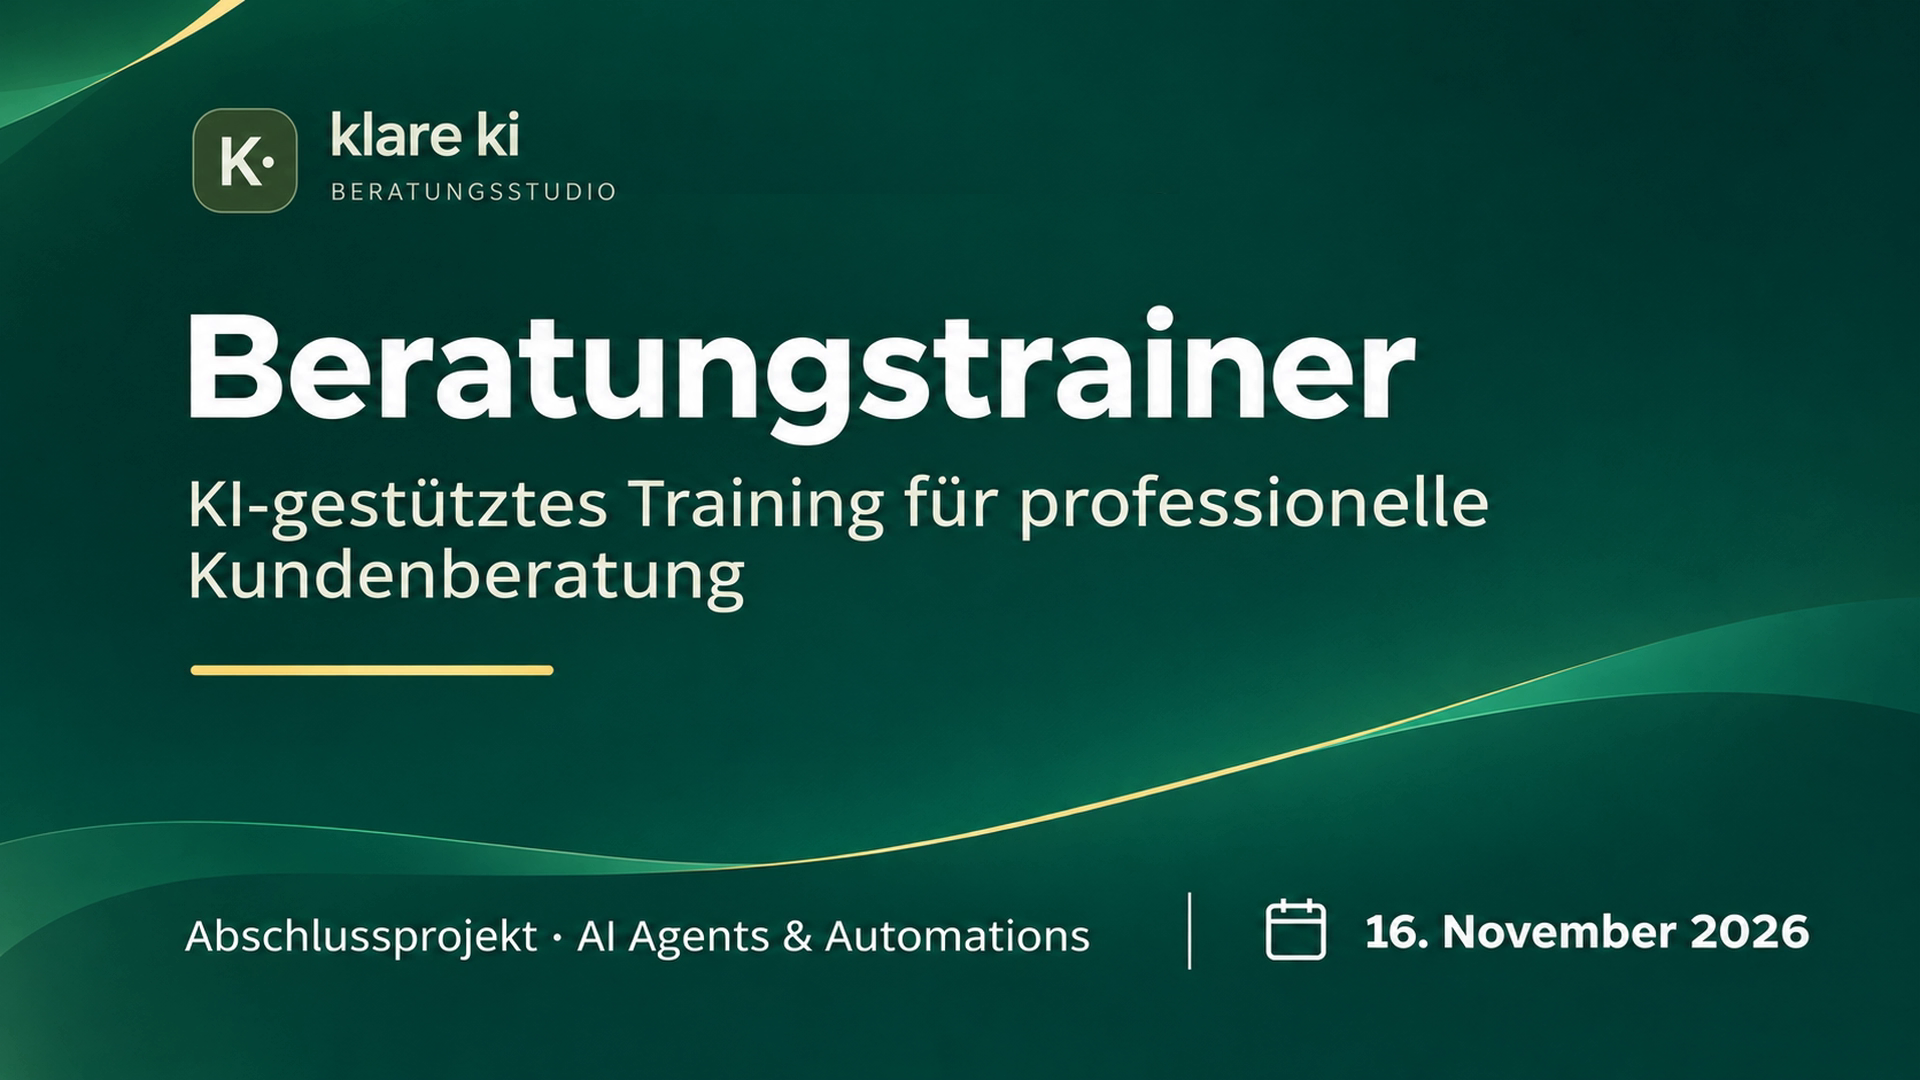 K·
klare ki
BERATUNGSSTUDIO
Beratungstrainer
KI-gestütztes Training für professionelle
Kundenberatung
Abschlussprojekt · AI Agents & Automations
16. November 2026